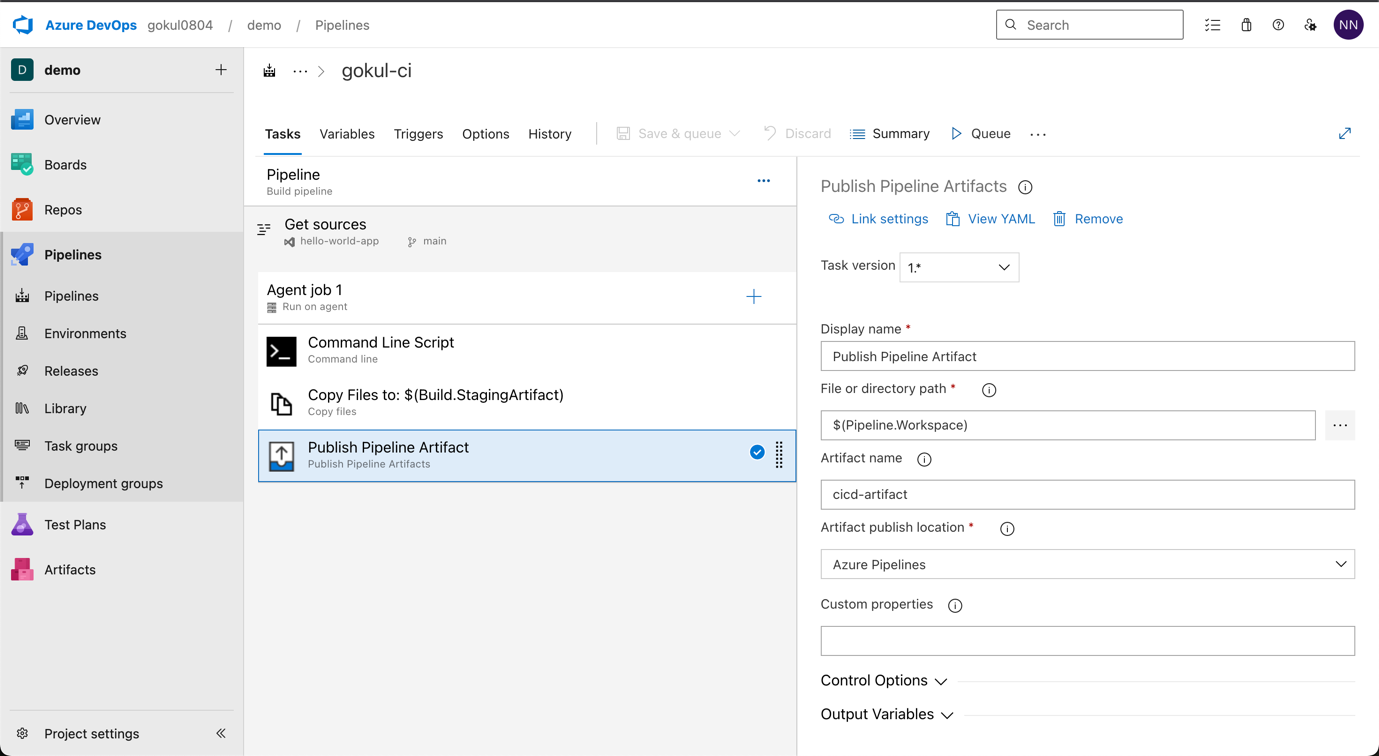 Azure DevOps gokul0804 / demo / Pipelines
Search
NN
D demo
Overview
Boards
Repos
Pipelines
Pipelines
Environments
Releases
Library
Task groups
Deployment groups
Test Plans
Artifacts
Project settings
... > gokul-ci
Tasks Variables Triggers Options History Save & queue Discard Summary Queue ...
Pipeline
Build pipeline
...
Get sources
hello-world-app main
Agent job 1
Run on agent
Command Line Script
Command line
Copy Files to: $(Build.StagingArtifact)
Copy files
Publish Pipeline Artifact
Publish Pipeline Artifacts
Publish Pipeline Artifacts
Link settings View YAML Remove
Task version 1.*
Display name *
Publish Pipeline Artifact
File or directory path *
$(Pipeline.Workspace)
...
Artifact name
cicd-artifact
Artifact publish location *
Azure Pipelines
Custom properties
Control Options
Output Variables